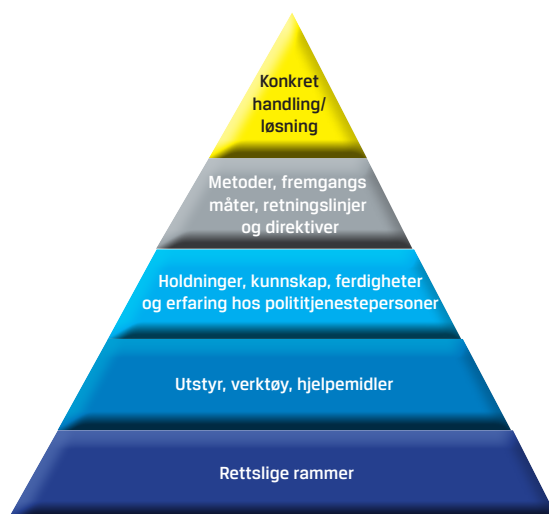 Konkret
handling/
løsning
Metoder, fremgangs
måter, retningslinjer
og direktiver
Holdninger, kunnskap, ferdigheter
og erfaring hos polititjenestepersoner
Utstyr, verktøy, hjelpemidler
Rettslige rammer